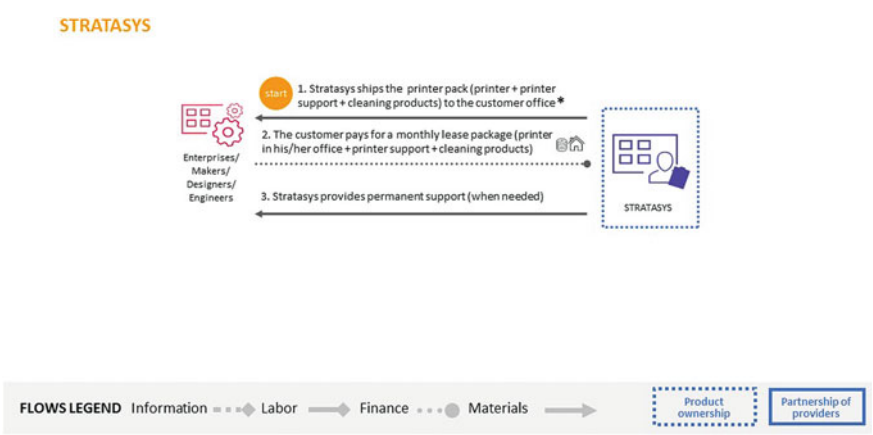 STRATASYS
start
1. Stratasys ships the printer pack (printer + printer
support + cleaning products) to the customer office *
2. The customer pays for a monthly lease package (printer
in his/her office + printer support + cleaning products)
Enterprises/
Makers/
Designers/
Engineers
3. Stratasys provides permanent support (when needed)
STRATASYS
FLOWS LEGEND Information Labor Finance Materials
Product
ownership
Partnership of
providers